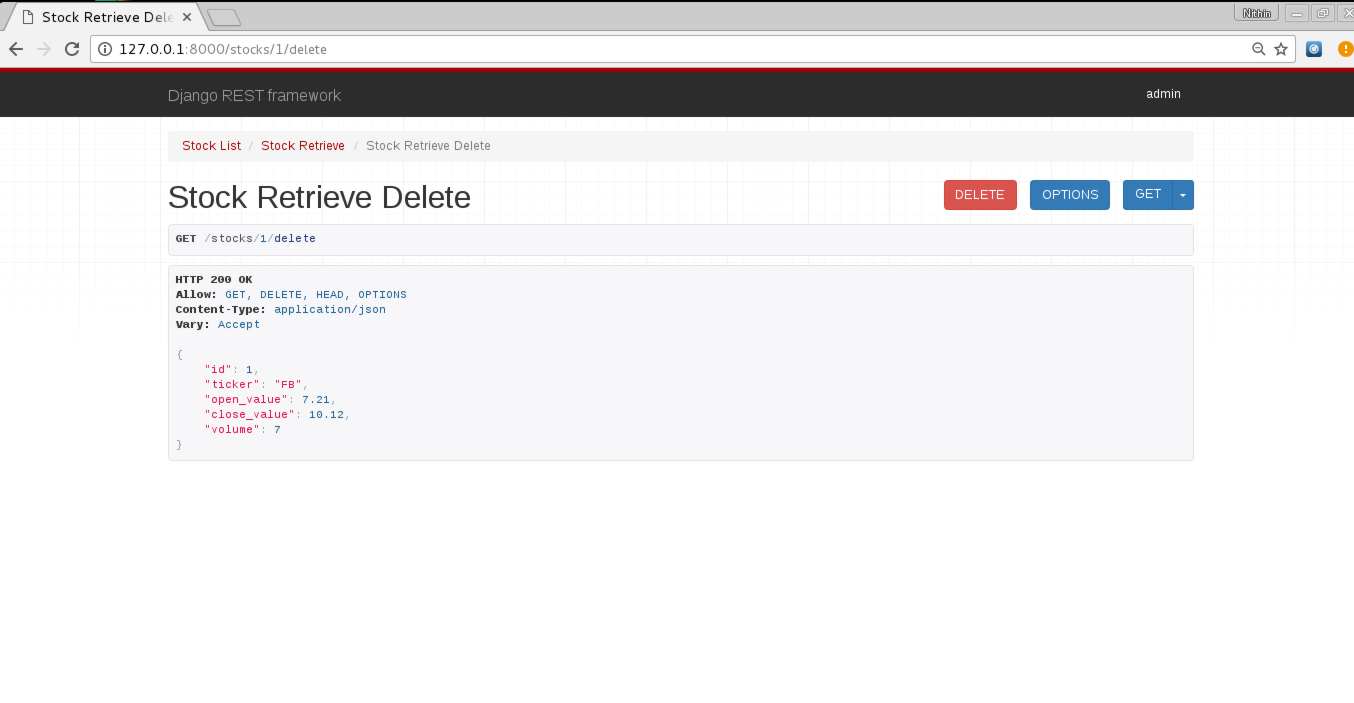 Stock Retrieve Dele
Nithin
127.0.0.1:8000/stocks/1/delete
Django REST framework
admin
Stock List / Stock Retrieve / Stock Retrieve Delete
Stock Retrieve Delete
DELETE
OPTIONS
GET
GET /stocks/1/delete
HTTP 200 OK
Allow: GET, DELETE, HEAD, OPTIONS
Content-Type: application/json
Vary: Accept
{
"id": 1,
"ticker": "FB",
"open_value": 7.21,
"close_value": 10.12,
"volume": 7
}